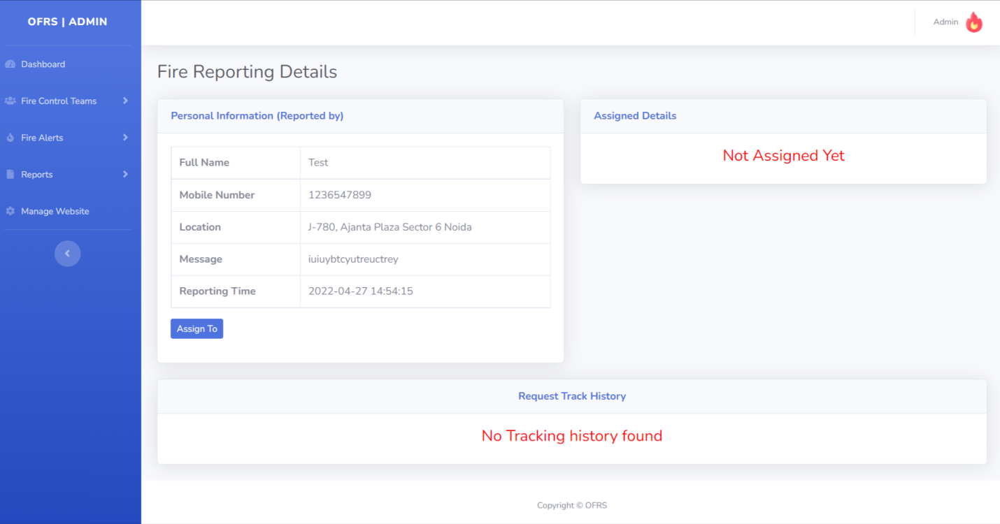 OFRS | ADMIN
Admin
Dashboard
Fire Control Teams
Fire Alerts
Reports
Manage Website
Fire Reporting Details
Personal Information (Reported by)
Full Name Test
Mobile Number 1236547899
Location J-780, Ajanta Plaza Sector 6 Noida
Message iuiuybtcyutreuctrey
Reporting Time 2022-04-27 14:54:15
Assign To
Assigned Details
Not Assigned Yet
Request Track History
No Tracking history found
Copyright © OFRS